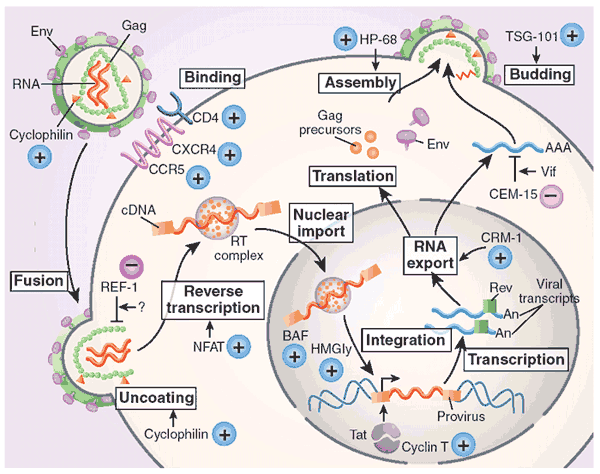 Env
Gag
RNA
Cyclophilin
+
Binding
CD4 +
CXCR4 +
CCR5
+
+ HP-68
Assembly
TSG-101 +
Budding
Gag
precursors
Env
AAA
Vif
CEM-15 −
Translation
cDNA
RT
complex
Nuclear
import
RNA
export
CRM-1
+
Fusion
−
REF-1
?
Reverse
transcription
NFAT +
Uncoating
Cyclophilin +
BAF
+
HMGIy
+
Integration
Rev
Viral
transcripts
An
An
Transcription
Provirus
Tat
Cyclin T +